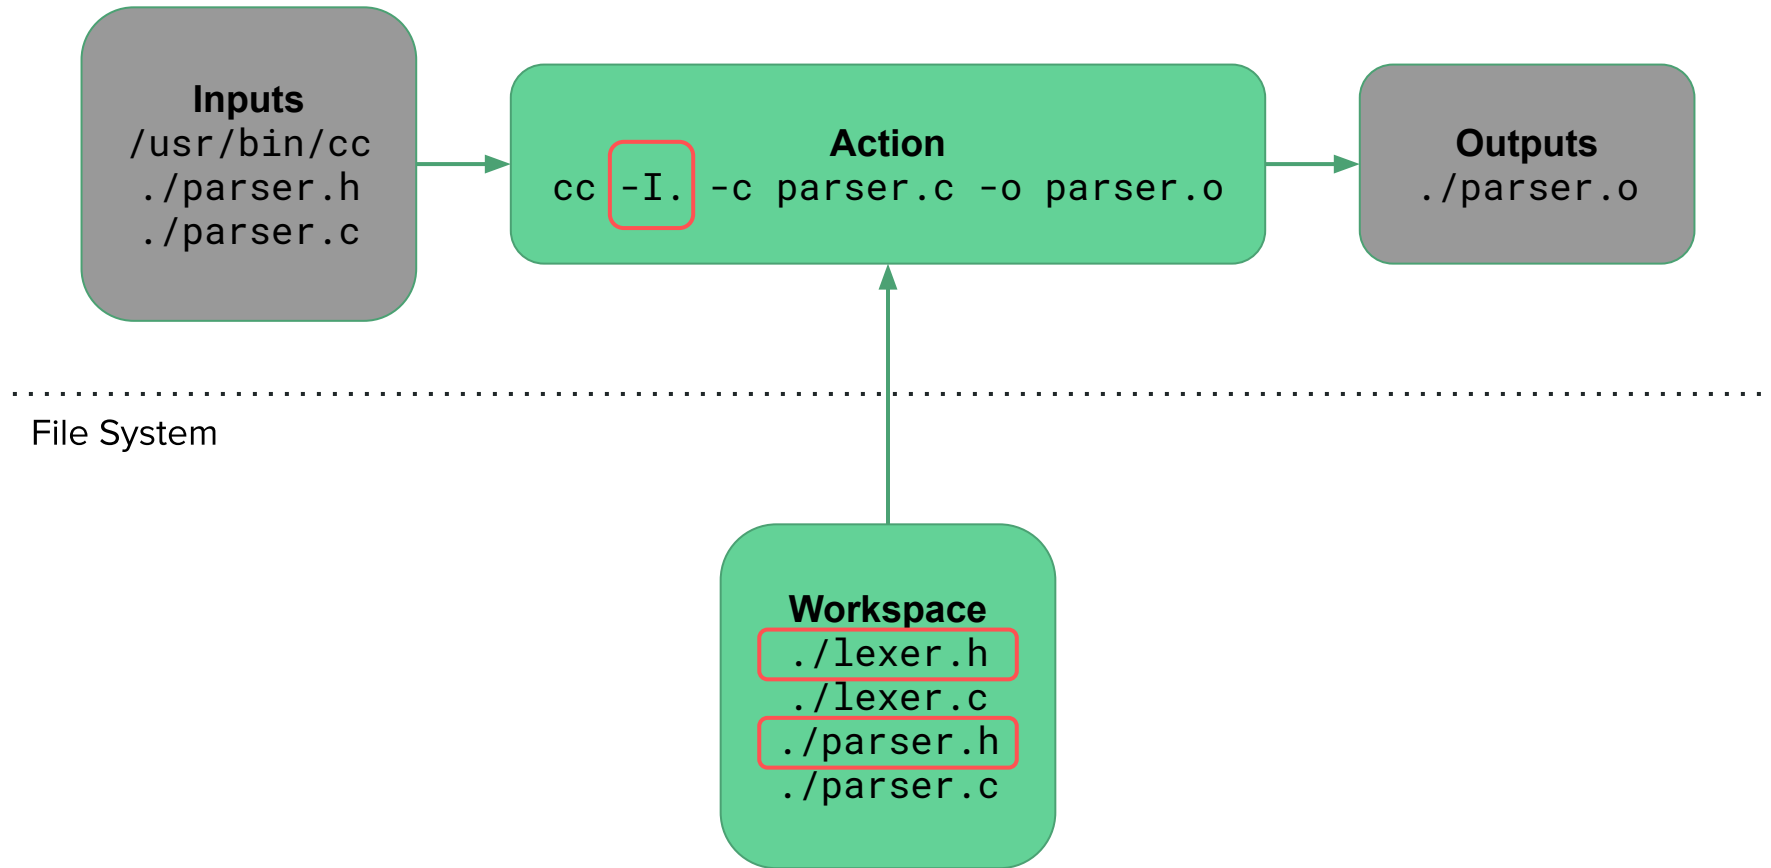 Inputs
/usr/bin/cc
./parser.h
./parser.c
Action
cc -I. -c parser.c -o parser.o
Outputs
./parser.o
File System
Workspace
./lexer.h
./lexer.c
./parser.h
./parser.c